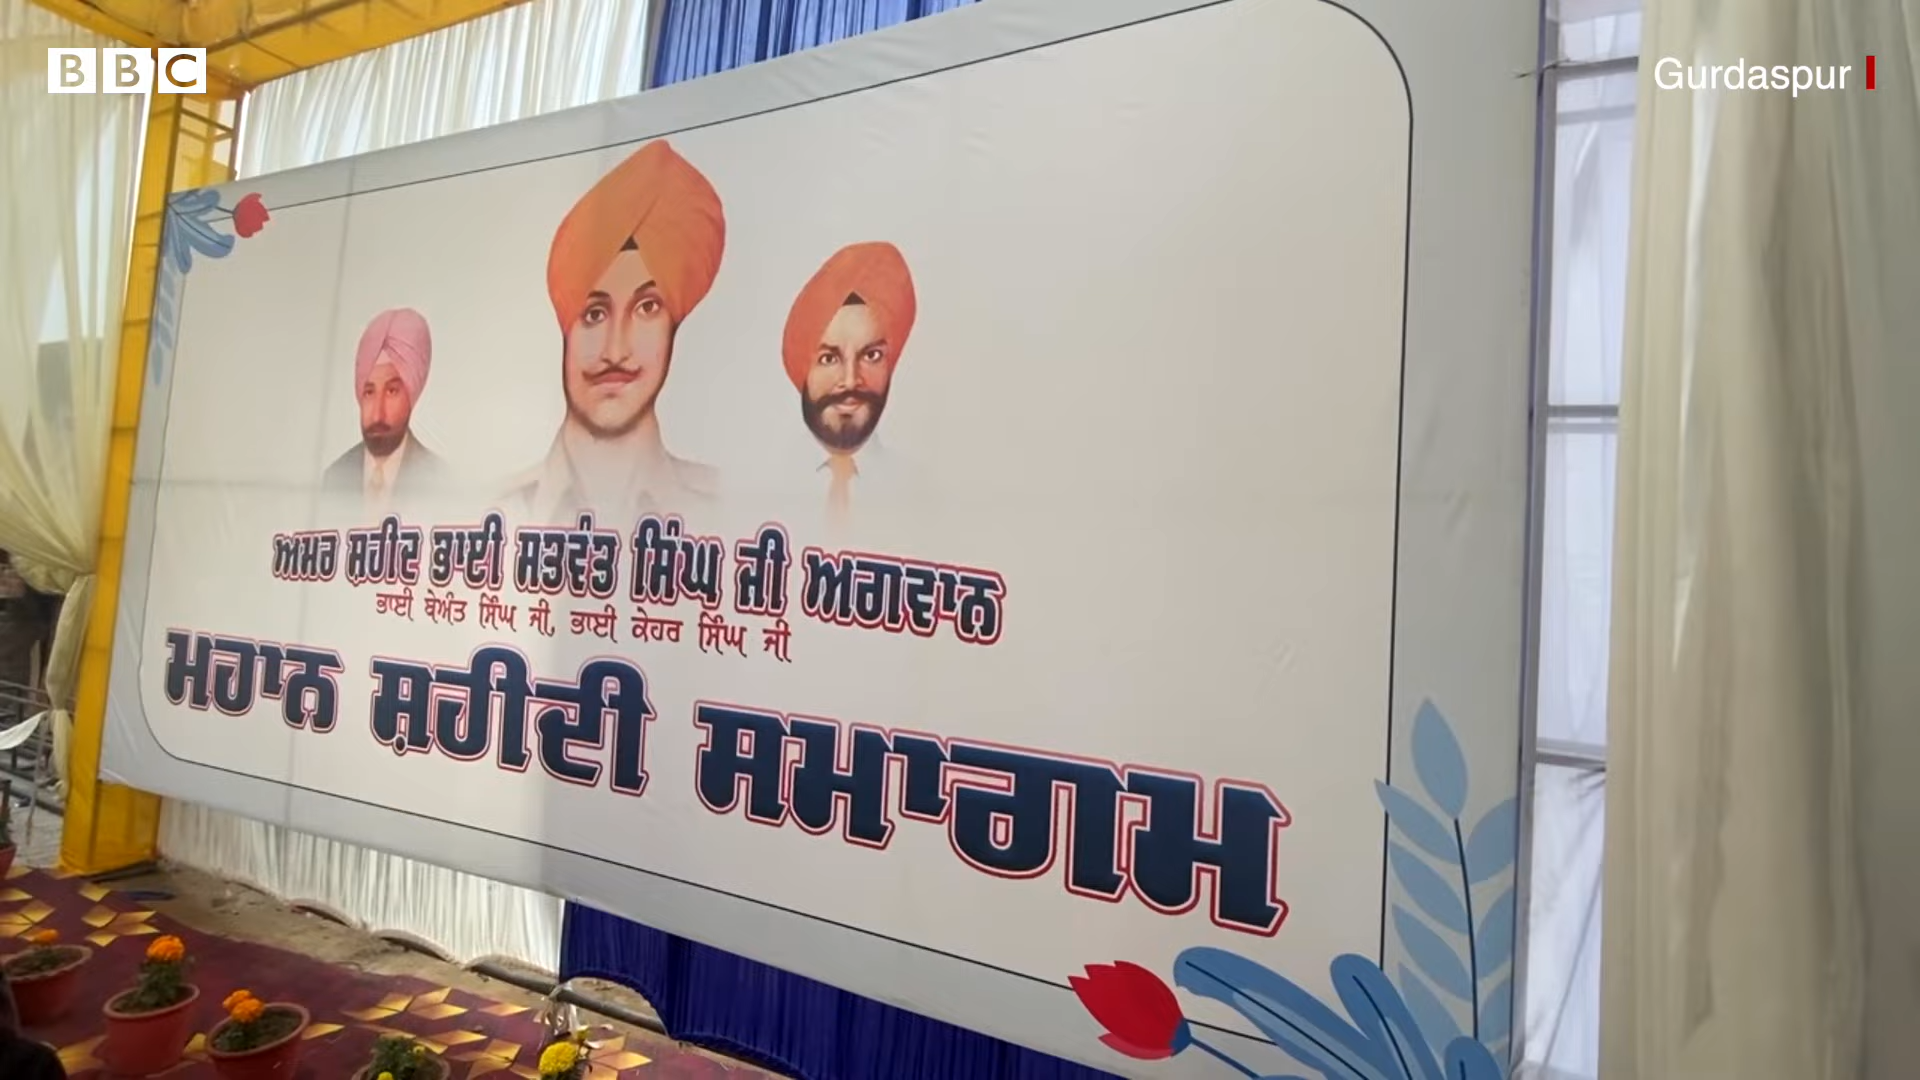 BBC
Gurdaspur
ਅਮਰ ਸ਼ਹੀਦ ਭਾਈ ਸਤਵੰਤ ਸਿੰਘ ਜੀ ਅਗਵਾਨ
ਭਾਈ ਬੇਅੰਤ ਸਿੰਘ ਜੀ, ਭਾਈ ਕੇਹਰ ਸਿੰਘ ਜੀ
ਮਹਾਨ ਸ਼ਹੀਦੀ ਸਮਾਗਮ